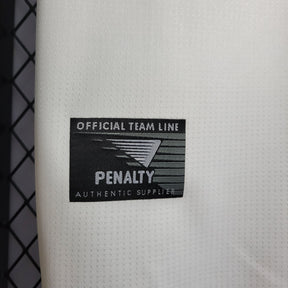 OFFICIAL TEAM LINE
PENALTY
AUTHENTIC SUPPLIER